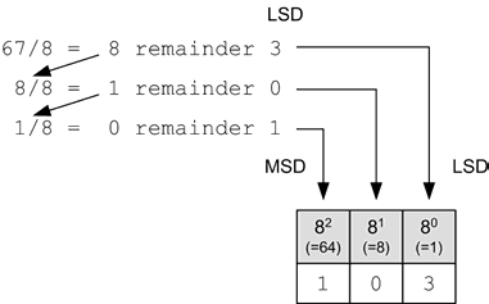 LSD
67/8 = 8 remainder 3
8/8 = 1 remainder 0
1/8 = 0 remainder 1
MSD LSD
8² 8¹ 8⁰
(=64) (=8) (=1)
1 0 3